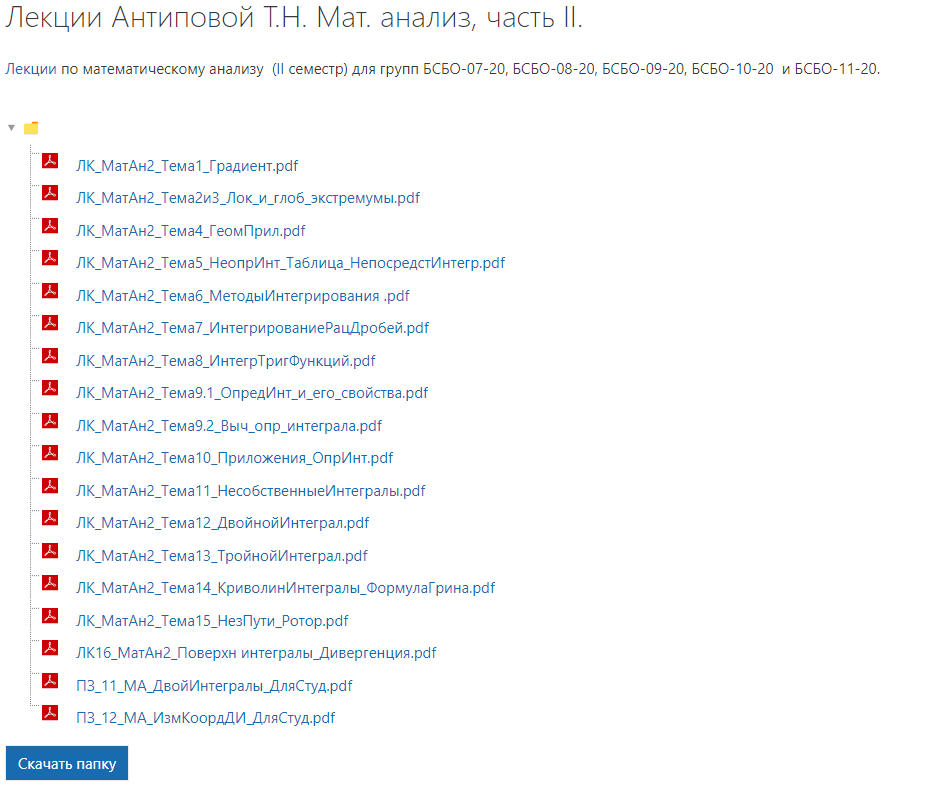 Лекции Антиповой Т.Н. Мат. анализ, часть II.
Лекции по математическому анализу (II семестр) для групп БСБО-07-20, БСБО-08-20, БСБО-09-20, БСБО-10-20 и БСБО-11-20.
ЛК_МатАн2_Тема1_Градиент.pdf
ЛК_МатАн2_Тема2и3_Лок_и_глоб_экстремумы.pdf
ЛК_МатАн2_Тема4_ГеомПрил.pdf
ЛК_МатАн2_Тема5_НеопрИнт_Таблица_НепосредстИнтегр.pdf
ЛК_МатАн2_Тема6_МетодыИнтегрирования .pdf
ЛК_МатАн2_Тема7_ИнтегрированиеРацДробей.pdf
ЛК_МатАн2_Тема8_ИнтегрТригФункций.pdf
ЛК_МатАн2_Тема9.1_ОпредИнт_и_его_свойства.pdf
ЛК_МатАн2_Тема9.2_Выч_опр_интеграла.pdf
ЛК_МатАн2_Тема10_Приложения_ОпрИнт.pdf
ЛК_МатАн2_Тема11_НесобственныеИнтегралы.pdf
ЛК_МатАн2_Тема12_ДвойнойИнтеграл.pdf
ЛК_МатАн2_Тема13_ТройнойИнтеграл.pdf
ЛК_МатАн2_Тема14_КриволинИнтегралы_ФормулаГрина.pdf
ЛК_МатАн2_Тема15_НезПути_Ротор.pdf
ЛК16_МатАн2_Поверхн интегралы_Дивергенция.pdf
ПЗ_11_МА_ДвойИнтегралы_ДляСтуд.pdf
ПЗ_12_МА_ИзмКоордДИ_ДляСтуд.pdf
Скачать папку